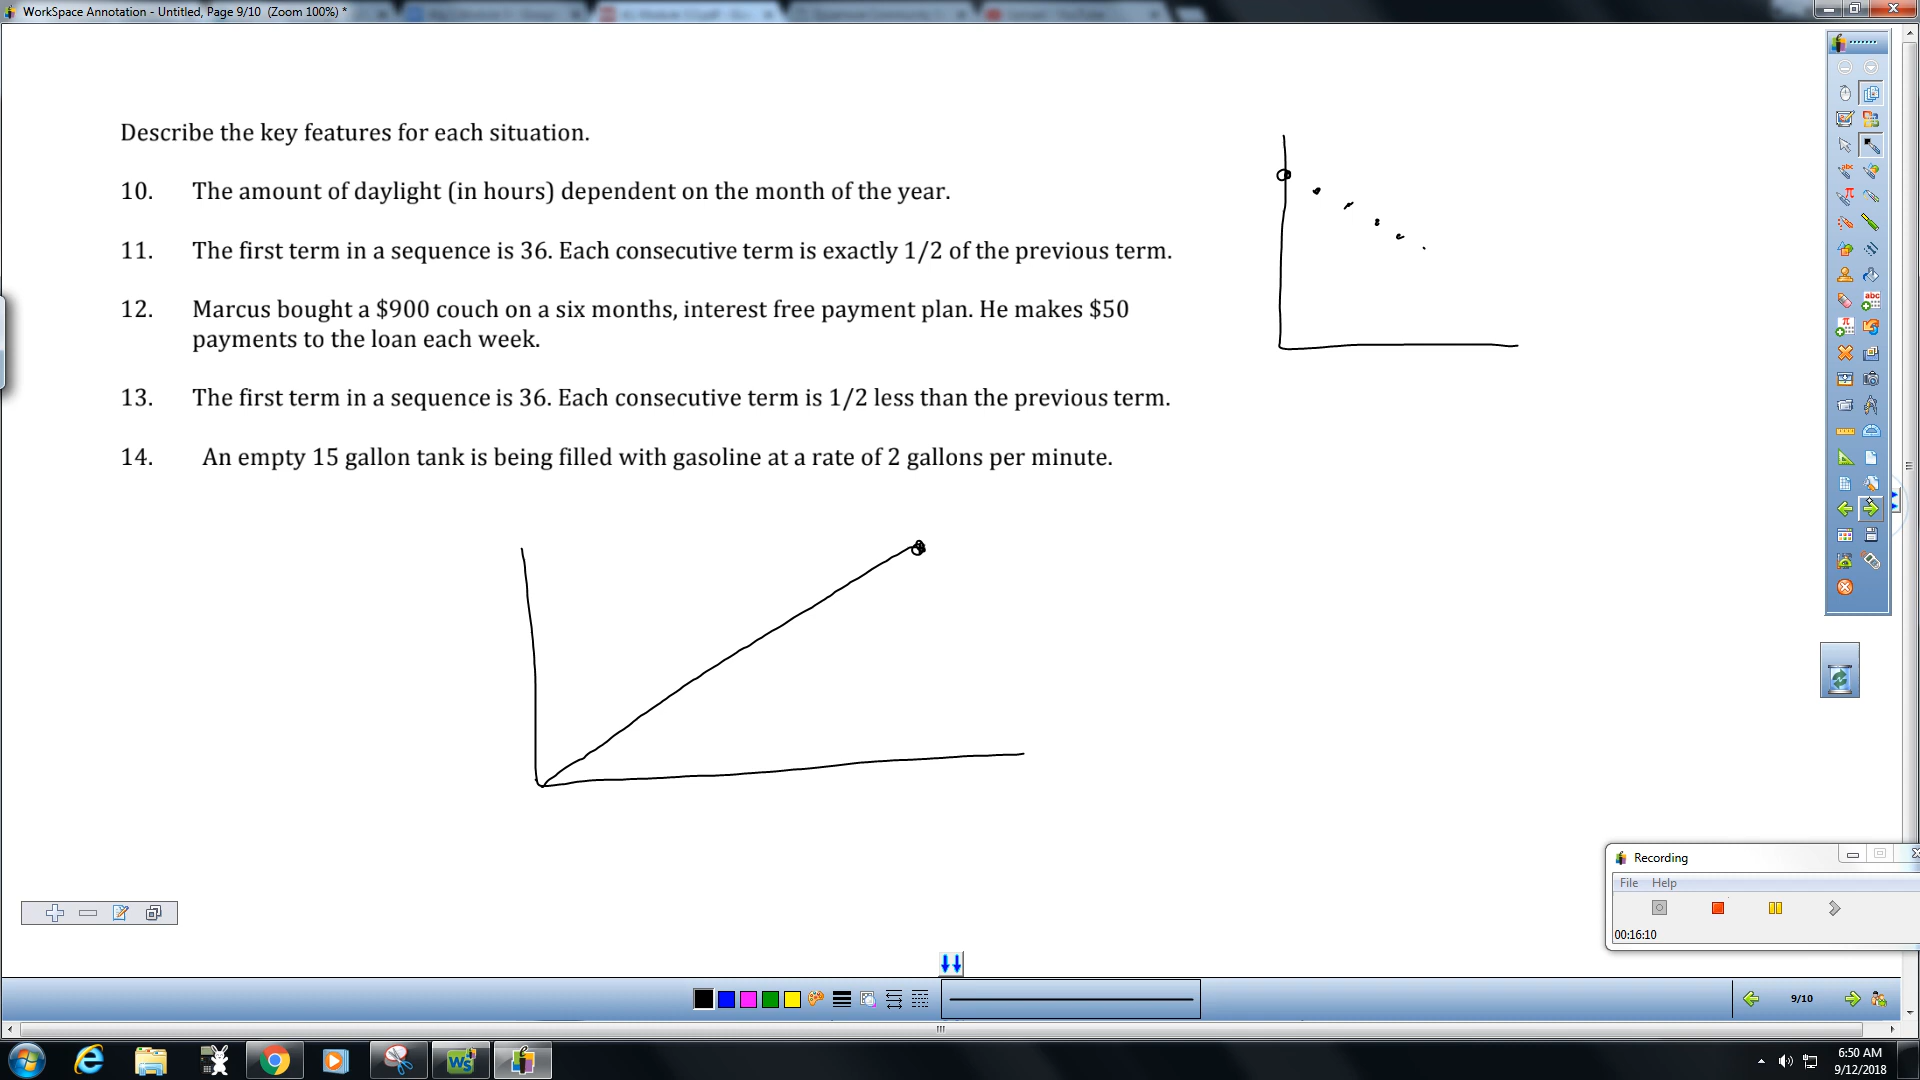 WorkSpace Annotation - Untitled, Page 9/10 (Zoom 100%) *
Describe the key features for each situation.
10. The amount of daylight (in hours) dependent on the month of the year.
11. The first term in a sequence is 36. Each consecutive term is exactly 1/2 of the previous term.
12. Marcus bought a $900 couch on a six months, interest free payment plan. He makes $50
payments to the loan each week.
13. The first term in a sequence is 36. Each consecutive term is 1/2 less than the previous term.
14. An empty 15 gallon tank is being filled with gasoline at a rate of 2 gallons per minute.
Recording
File Help
00:16:10
9/10
6:50 AM
9/12/2018